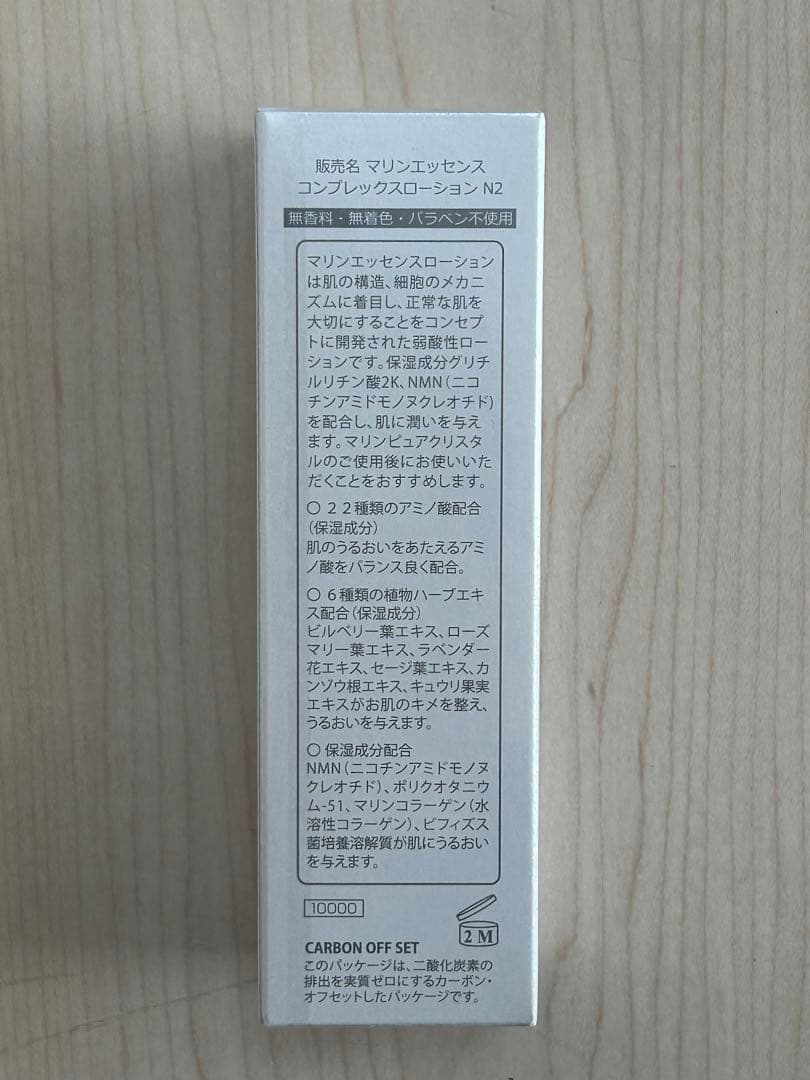 販売名 マリンエッセンス
コンプレックスローション N2
無香料・無着色・パラベン不使用
マリンエッセンスローション
は肌の構造、細胞のメカニ
ズムに着目し、正常な肌を
大切にすることをコンセプ
トに開発された弱酸性ロー
ションです。保湿成分グリチ
ルリチン酸2K、NMN（ニコ
チンアミドモノヌクレオチド)
を配合し、肌に潤いを与え
ます。マリンピュアクリスタ
ルのご使用後にお使いいた
だくことをおすすめします。
○ ２２種類のアミノ酸配合
（保湿成分）
肌のうるおいをあたえるアミ
ノ酸をバランス良く配合。
○ ６種類の植物ハーブエキ
ス配合（保湿成分）
ビルベリー葉エキス、ローズ
マリー葉エキス、ラベンダー
花エキス、セージ葉エキス、カ
ンゾウ根エキス、キュウリ果実
エキスがお肌のキメを整え、
うるおいを与えます。
○ 保湿成分配合
NMN（ニコチンアミドモノヌ
クレオチド）、ポリクオタニウ
ム-51、マリンコラーゲン（水
溶性コラーゲン）、ビフィズス
菌培養溶解質が肌にうるおい
を与えます。
10000
2 M
CARBON OFF SET
このパッケージは、二酸化炭素の
排出を実質ゼロにするカーボン・
オフセットしたパッケージです。